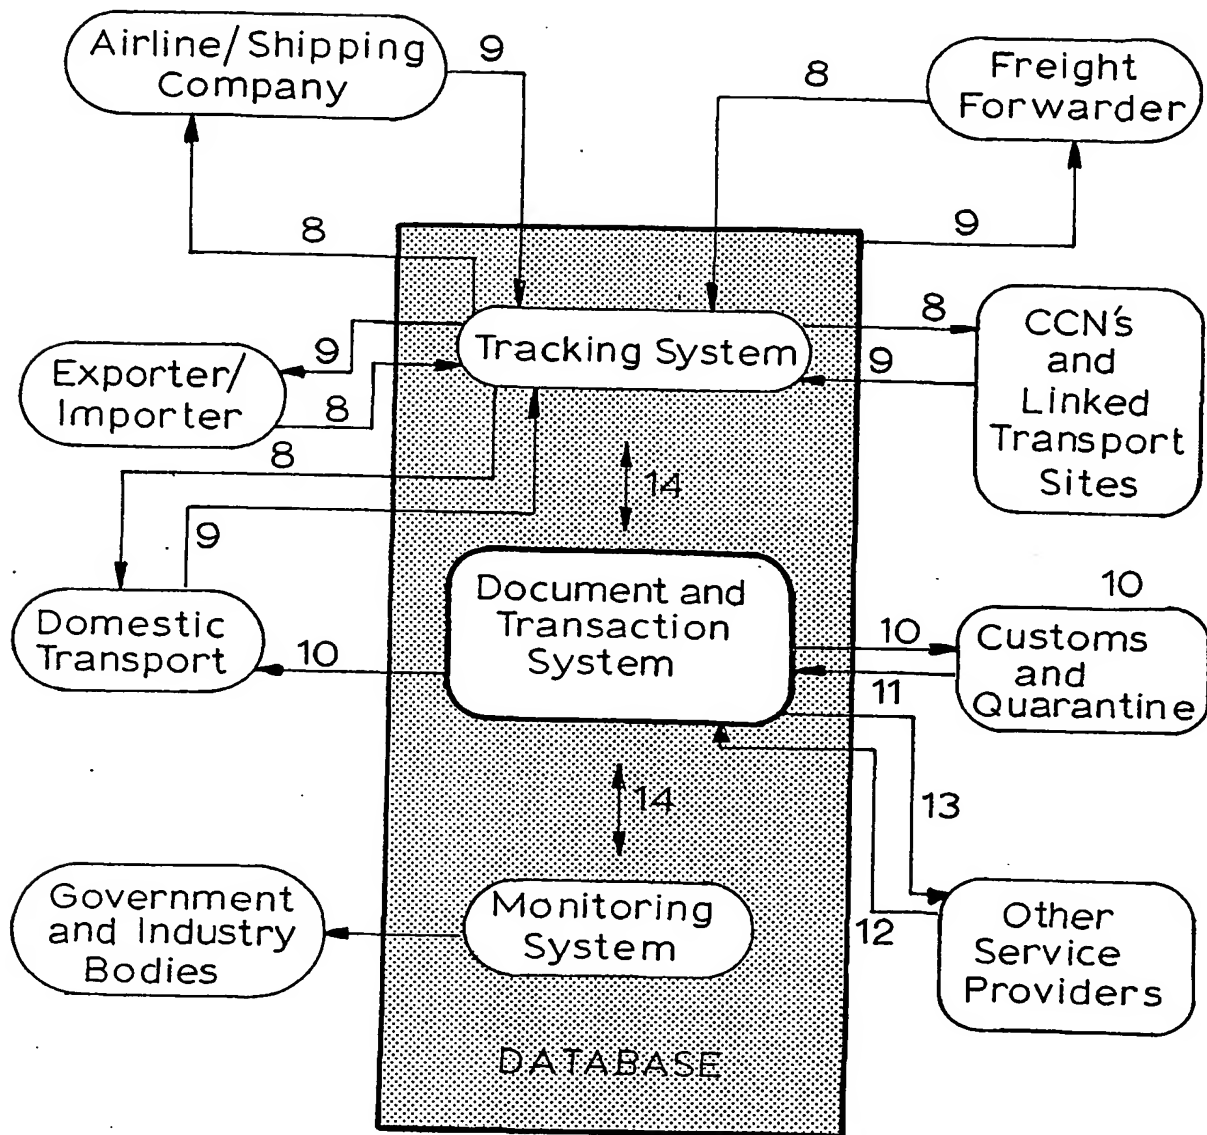 Airline/Shipping
Company
9
8
Freight
Forwarder
8
9
Tracking System
8
9
CCN's
and
Linked
Transport
Sites
Exporter/
Importer
9
8
8
9
14
Document and
Transaction
System
Domestic
Transport
10
10
11
10
Customs
and
Quarantine
14
13
12
Government
and Industry
Bodies
Monitoring
System
Other
Service
Providers
DATABASE